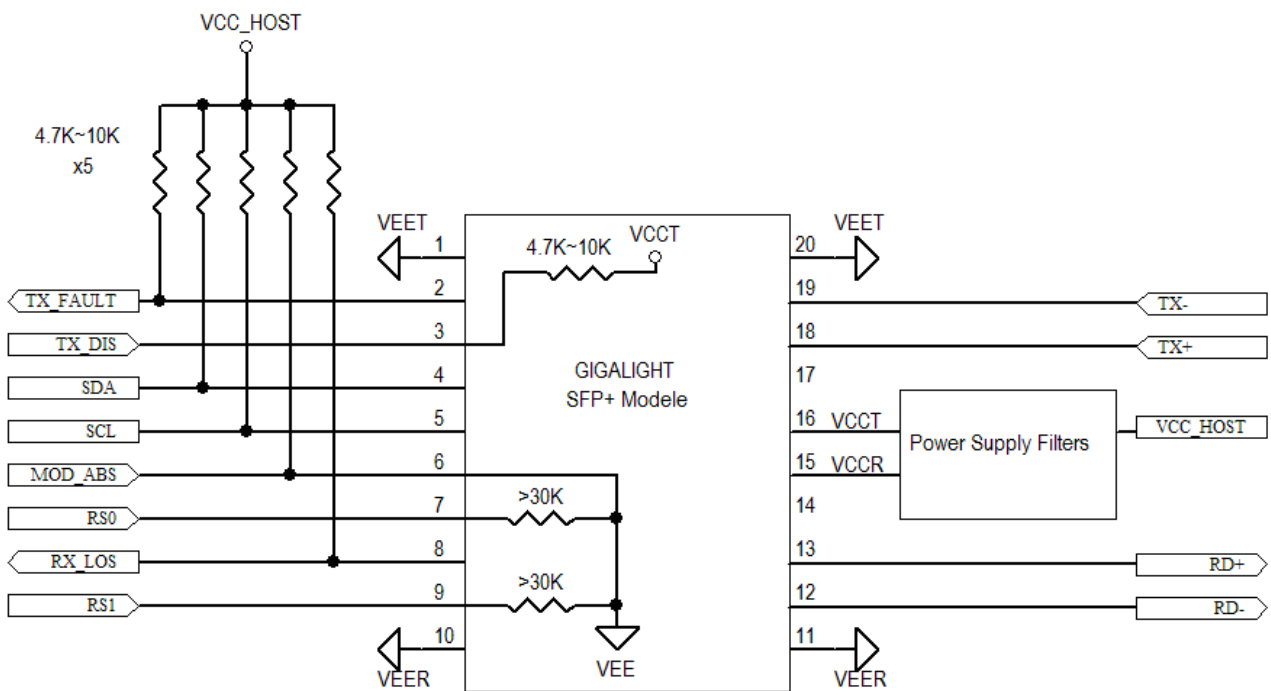 VCC_HOST
4.7K~10K
x5
VEET
1
4.7K~10K
VCCT
20
VEET
TX_FAULT
2
19
TX-
TX_DIS
3
18
TX+
SDA
4
GIGALIGHT
SFP+ Modele
17
SCL
5
16
VCCT
Power Supply Filters
VCC_HOST
MOD_ABS
6
15
VCCR
RS0
7
>30K
14
RX_LOS
8
13
RD+
RS1
9
>30K
12
RD-
10
VEER
VEE
11
VEER